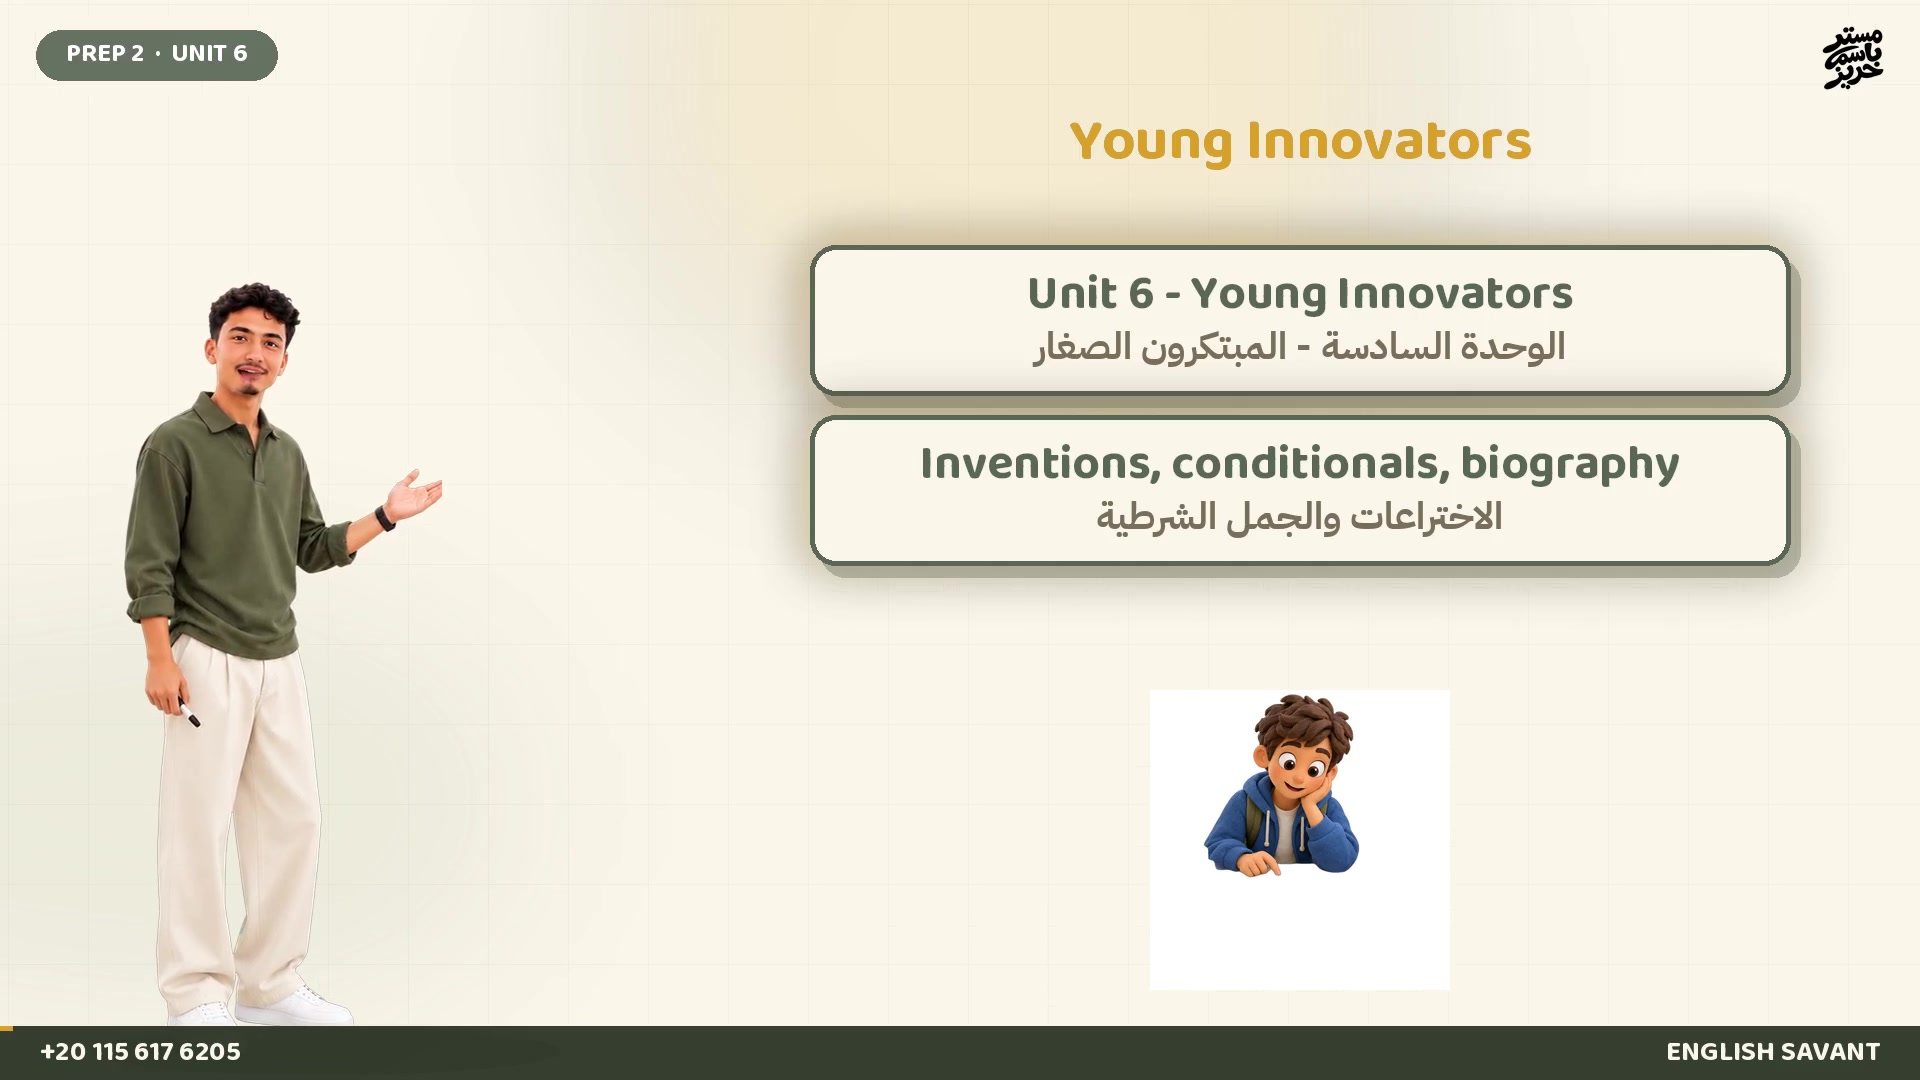 PREP 2 · UNIT 6
مستر
باسم
خريز
Young Innovators
Unit 6 - Young Innovators
الوحدة السادسة - المبتكرون الصغار
Inventions, conditionals, biography
الاختراعات والجمل الشرطية
+20 115 617 6205
ENGLISH SAVANT